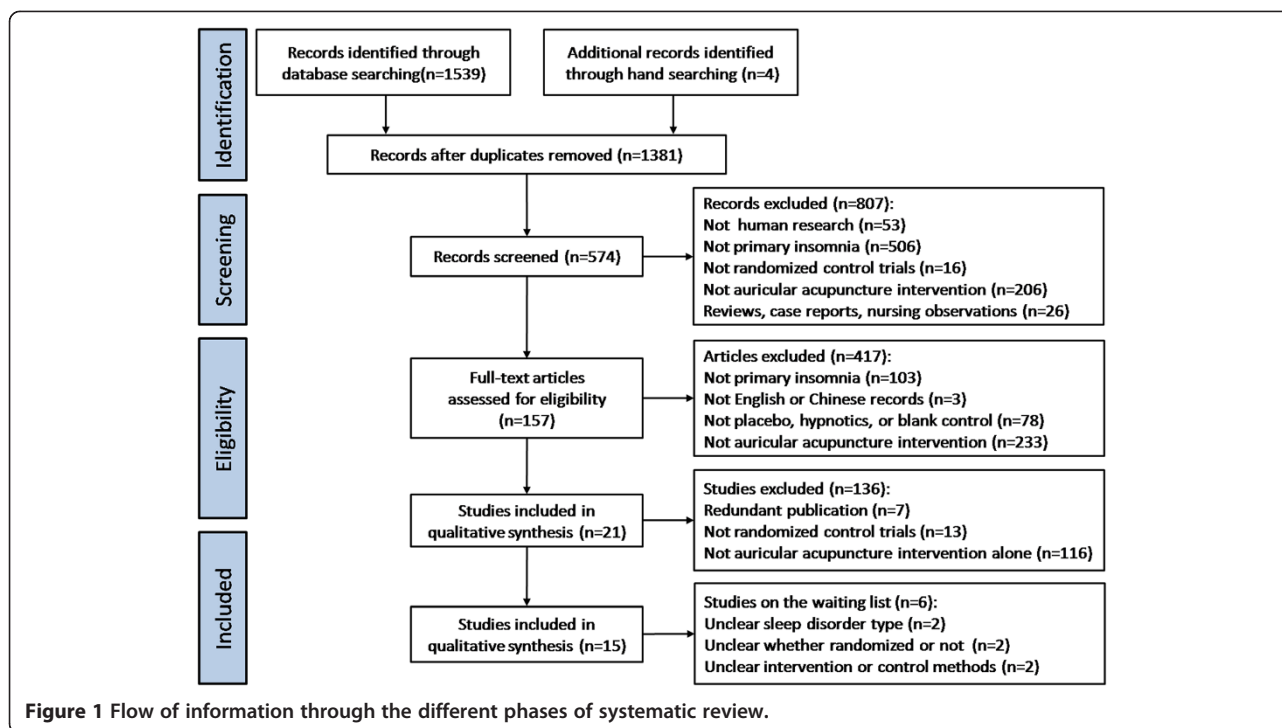 Identification
Records identified through
database searching(n=1539)
Additional records identified
through hand searching (n=4)
Records after duplicates removed (n=1381)
Screening
Records screened (n=574)
Records excluded (n=807):
Not human research (n=53)
Not primary insomnia (n=506)
Not randomized control trials (n=16)
Not auricular acupuncture intervention (n=206)
Reviews, case reports, nursing observations (n=26)
Eligibility
Full-text articles
assessed for eligibility
(n=157)
Articles excluded (n=417):
Not primary insomnia (n=103)
Not English or Chinese records (n=3)
Not placebo, hypnotics, or blank control (n=78)
Not auricular acupuncture intervention (n=233)
Studies included in
qualitative synthesis (n=21)
Studies excluded (n=136):
Redundant publication (n=7)
Not randomized control trials (n=13)
Not auricular acupuncture intervention alone (n=116)
Included
Studies included in
qualitative synthesis (n=15)
Studies on the waiting list (n=6):
Unclear sleep disorder type (n=2)
Unclear whether randomized or not (n=2)
Unclear intervention or control methods (n=2)
Figure 1 Flow of information through the different phases of systematic review.